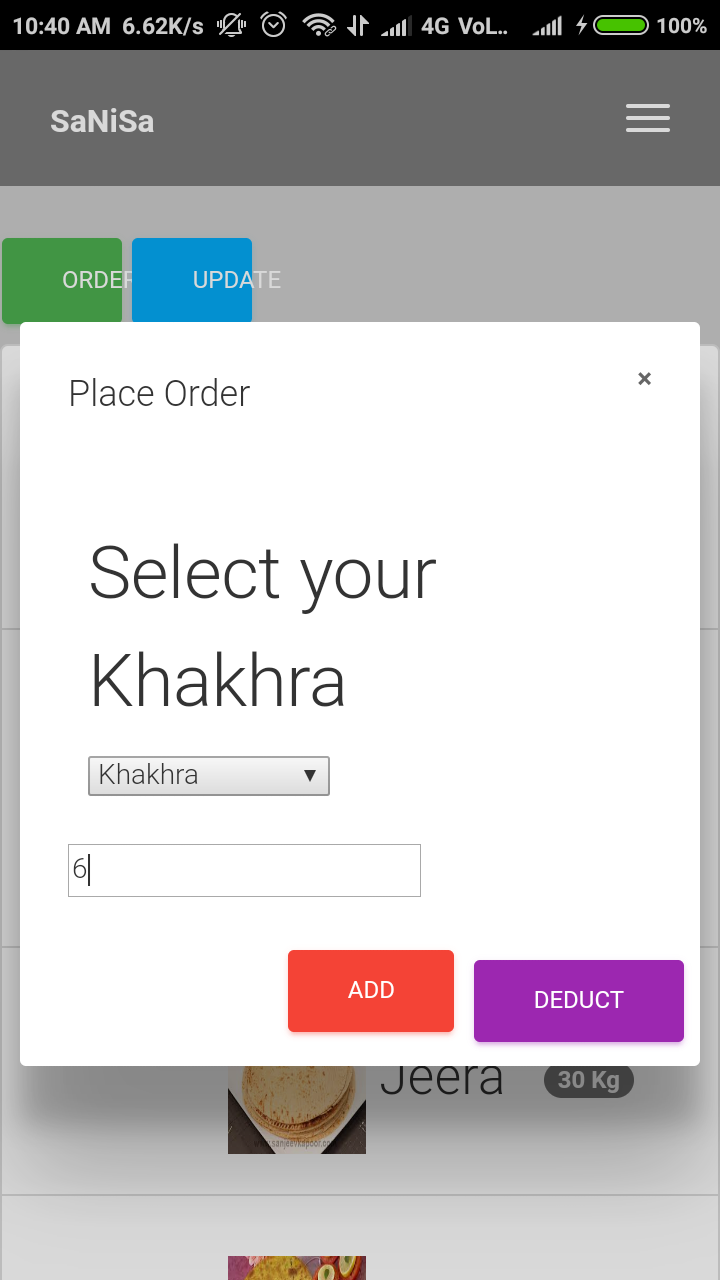 10:40 AM 6.62K/s 4G VoL.. 100%
SaNiSa
ORDER UPDATE
Place Order ×
Select your
Khakhra
Khakhra ▼
6
ADD
DEDUCT
Jeera 30 Kg